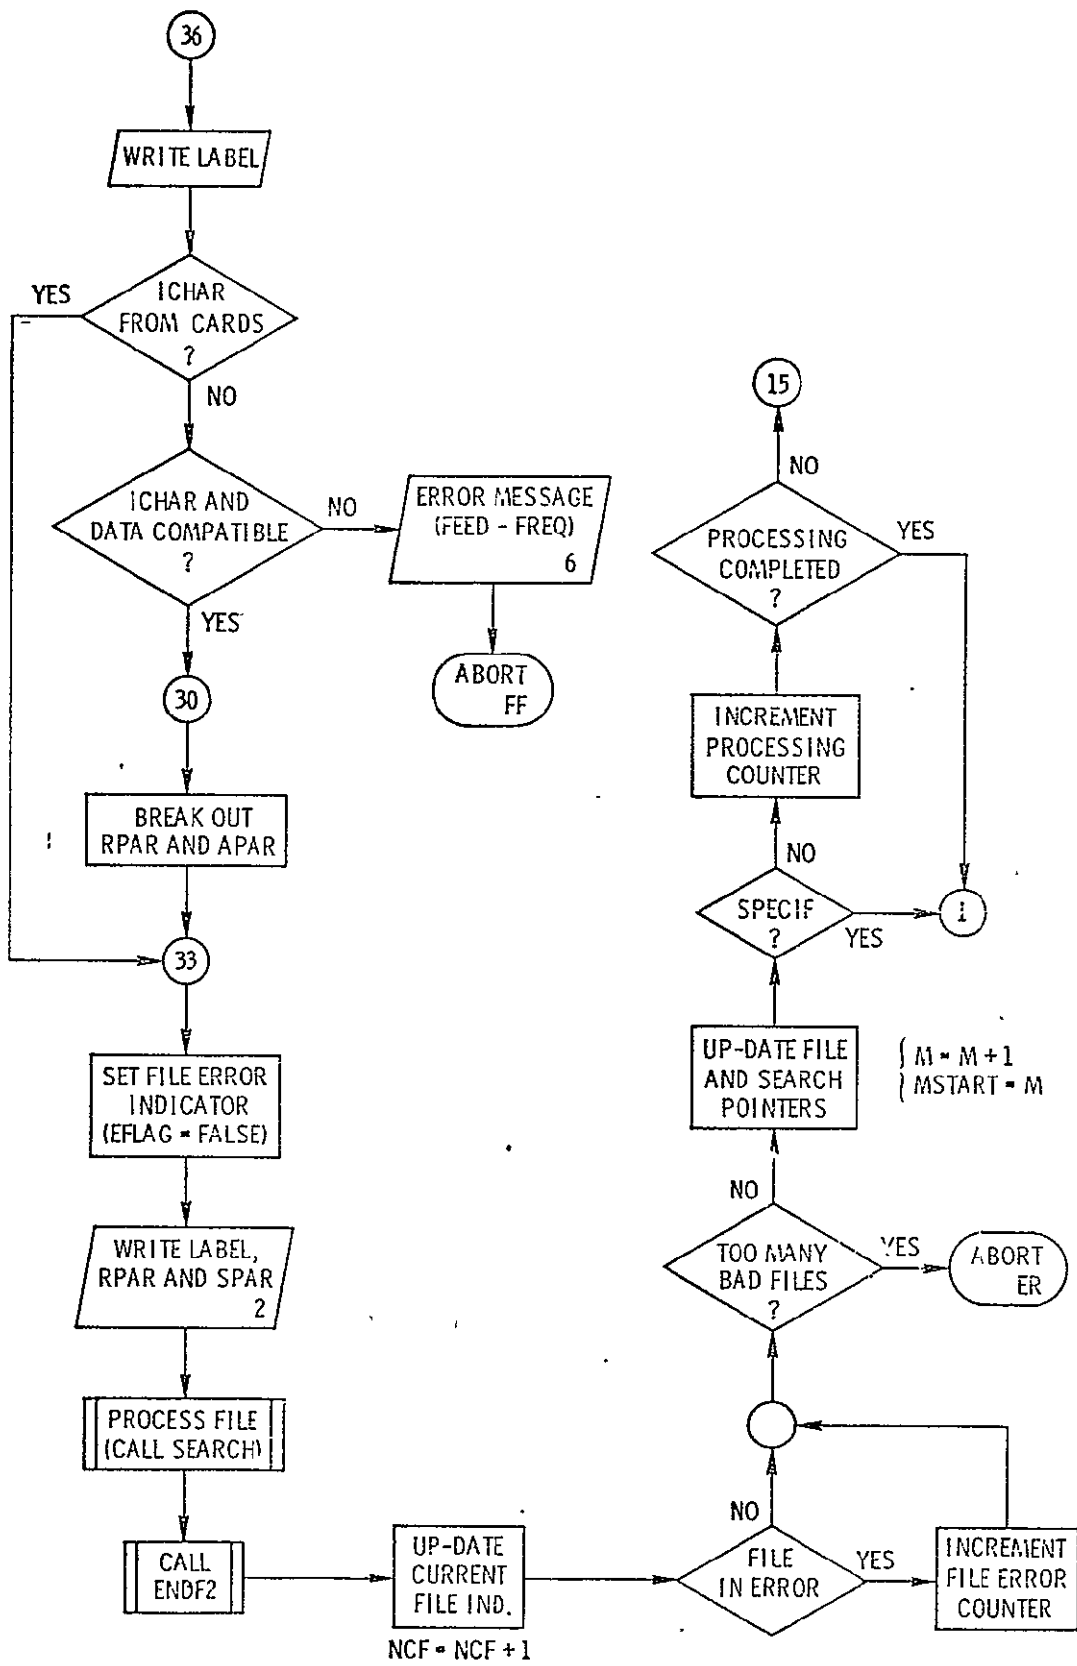 36
WRITE LABEL
YES
ICHAR
FROM CARDS
?
NO
ICHAR AND
DATA COMPATIBLE
?
NO
ERROR MESSAGE
(FEED - FREQ)
6
YES
ABORT
FF
30
BREAK OUT
RPAR AND APAR
33
SET FILE ERROR
INDICATOR
(EFLAG = FALSE)
WRITE LABEL,
RPAR AND SPAR
2
PROCESS FILE
(CALL SEARCH)
CALL
ENDF2
UP-DATE
CURRENT
FILE IND.
NCF = NCF + 1
FILE
IN ERROR
YES
INCREMENT
FILE ERROR
COUNTER
NO
TOO MANY
BAD FILES
?
YES
ABORT
ER
NO
UP-DATE FILE
AND SEARCH
POINTERS
M = M + 1
MSTART = M
SPECIF
?
YES
1
NO
INCREMENT
PROCESSING
COUNTER
PROCESSING
COMPLETED
?
YES
NO
15